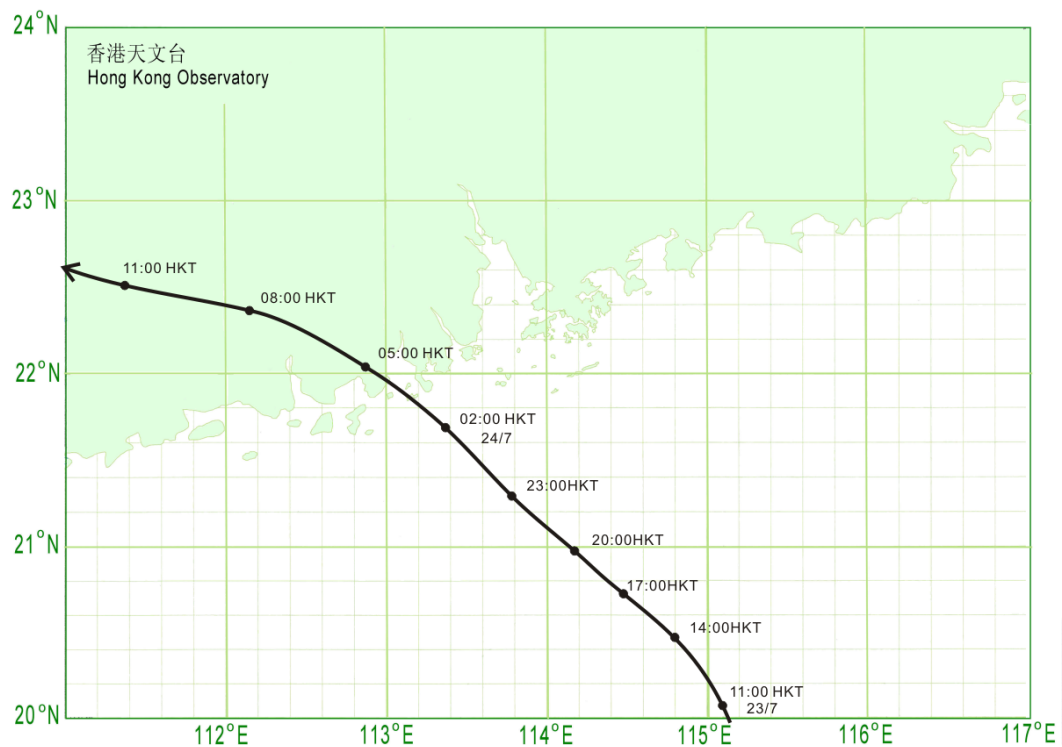 24°N
香港天文台
Hong Kong Observatory
23°N
11:00 HKT
08:00 HKT
05:00 HKT
22°N
02:00 HKT
24/7
23:00HKT
21°N
20:00HKT
17:00HKT
14:00HKT
11:00 HKT
23/7
20°N
112°E
113°E
114°E
115°E
116°E
117°E